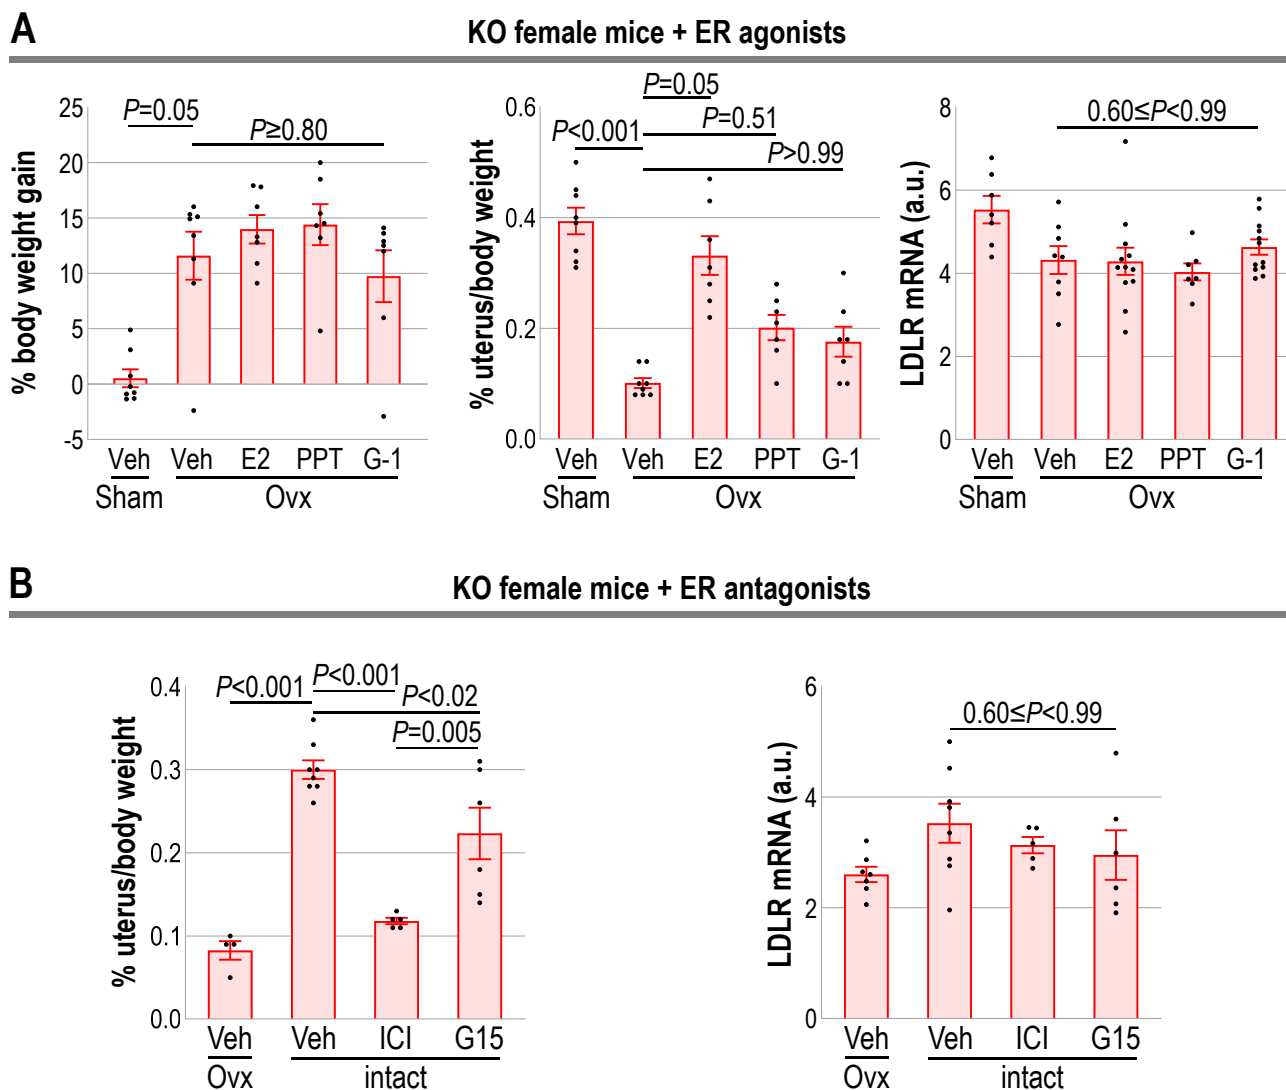 A
KO female mice + ER agonists
% body weight gain
25
20
15
10
5
0
-5
P=0.05
P≥0.80
Veh Veh E2 PPT G-1
Sham Ovx
% uterus/body weight
0.6
0.4
0.2
0.0
P=0.05
P<0.001
P=0.51
P>0.99
Veh Veh E2 PPT G-1
Sham Ovx
LDLR mRNA (a.u.)
8
6
4
2
0
0.60≤P<0.99
Veh Veh E2 PPT G-1
Sham Ovx
B
KO female mice + ER antagonists
% uterus/body weight
0.4
0.3
0.2
0.1
0.0
P<0.001
P<0.001
P<0.02
P=0.005
Veh Veh ICI G15
Ovx intact
LDLR mRNA (a.u.)
6
4
2
0
0.60≤P<0.99
Veh Veh ICI G15
Ovx intact